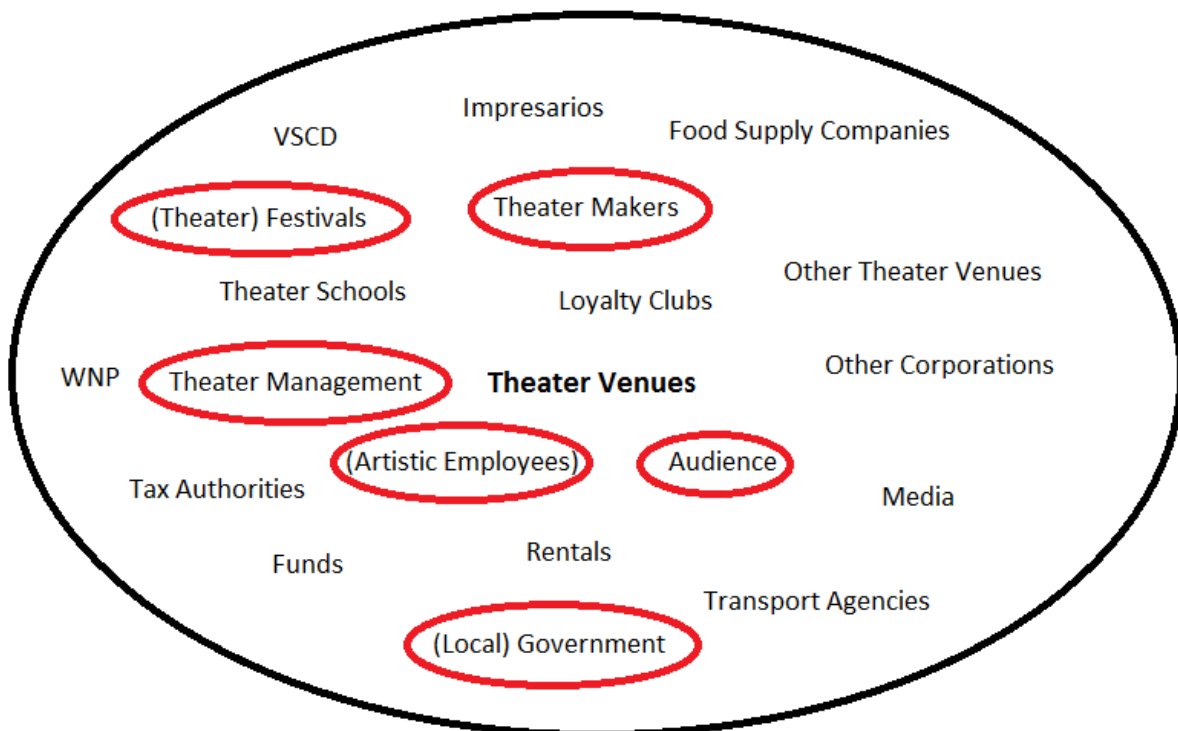 Impresarios
VSCD
Food Supply Companies
(Theater) Festivals
Theater Makers
Other Theater Venues
Theater Schools
Loyalty Clubs
Other Corporations
WNP
Theater Management
Theater Venues
(Artistic Employees)
Audience
Tax Authorities
Media
Rentals
Funds
Transport Agencies
(Local) Government